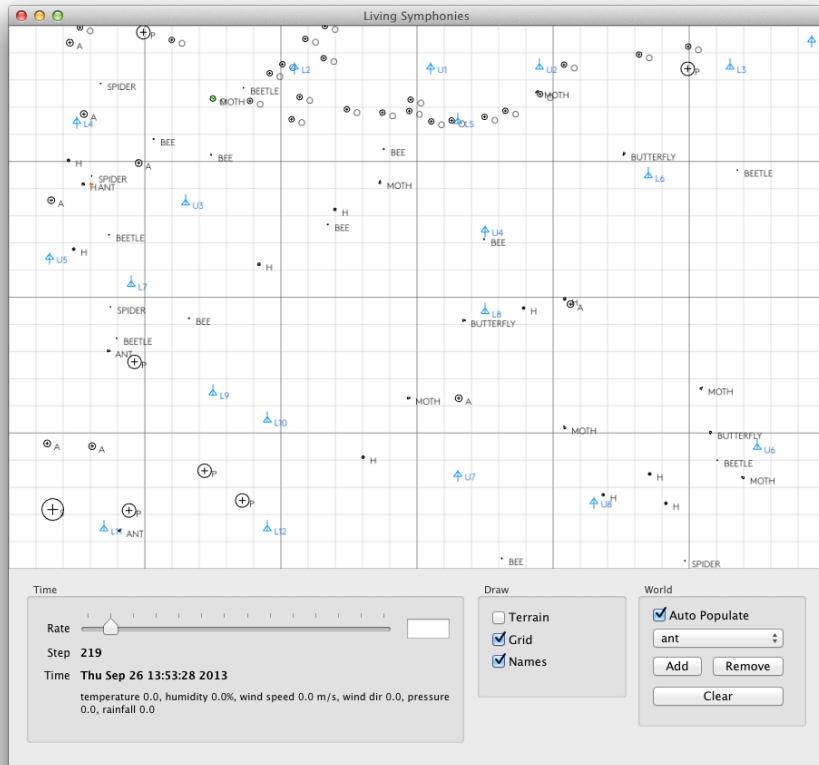 Living Symphonies
O
P
O
A
O
O
L2
U1
U2
O
O
P
L3
SPIDER
BEETLE
MOTH
O
O
O
MOTH
A
L4
O
O
O
O
O
L5
O
O
BEE
BEE
BEE
BUTTERFLY
H
A
SPIDER
HANT
MOTH
L6
BEETLE
A
U3
H
BEE
U4
BEE
BEETLE
H
U5
H
L7
SPIDER
BEE
L8
BUTTERFLY
H
H
A
BEETLE
ANT
P
L9
MOTH
A
MOTH
L10
MOTH
BUTTERFLY
A
A
H
U6
BEETLE
P
U7
H
MOTH
P
P
H
U8
H
L11
ANT
L12
BEE
SPIDER
Time
Rate
Step 219
Time Thu Sep 26 13:53:28 2013
temperature 0.0, humidity 0.0%, wind speed 0.0 m/s, wind dir 0.0, pressure
0.0, rainfall 0.0
Draw
Terrain
Grid
Names
World
Auto Populate
ant
Add Remove
Clear